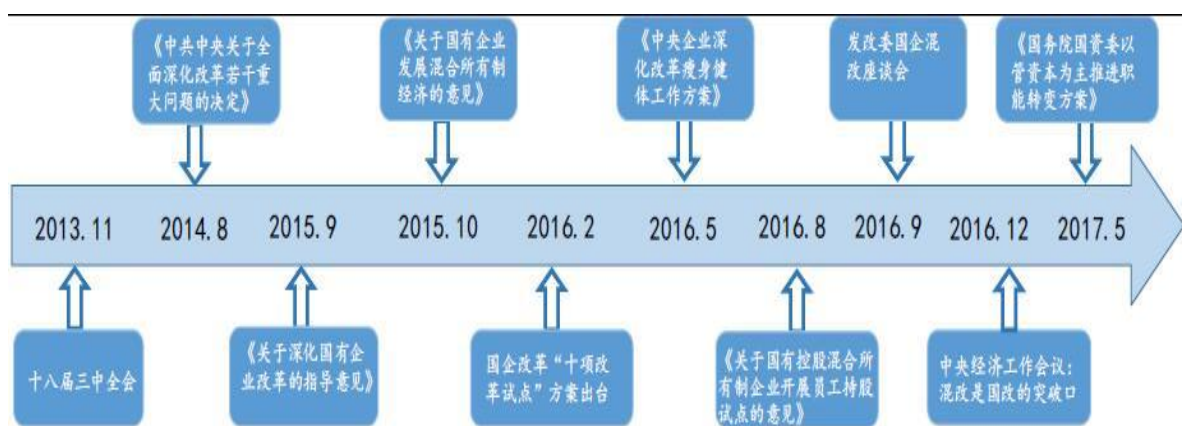 《中共中央关于全
面深化改革若干重
大问题的决定》
《关于国有企业
发展混合所有制
经济的意见》
《中央企业深
化改革瘦身健
体工作方案》
发改委国企混
改座谈会
《国务院国资委以
管资本为主推进职
能转变方案》
2013.11
2014.8
2015.9
2015.10
2016.2
2016.5
2016.8
2016.9
2016.12
2017.5
十八届三中全会
《关于深化国有企
业改革的指导意见》
国企改革“十项改
革试点”方案出台
《关于国有控股混合所
有制企业开展员工持股
试点的意见》
中央经济工作会议：
混改是国改的突破口